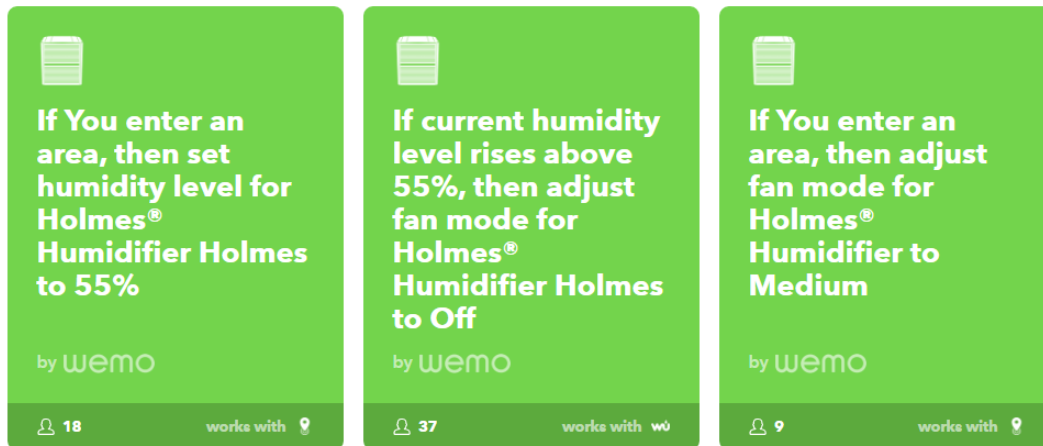 If You enter an
area, then set
humidity level for
Holmes®
Humidifier Holmes
to 55%
by wemo
18 works with
If current humidity
level rises above
55%, then adjust
fan mode for
Holmes®
Humidifier Holmes
to Off
by wemo
37 works with wu
If You enter an
area, then adjust
fan mode for
Holmes®
Humidifier to
Medium
by wemo
9 works with